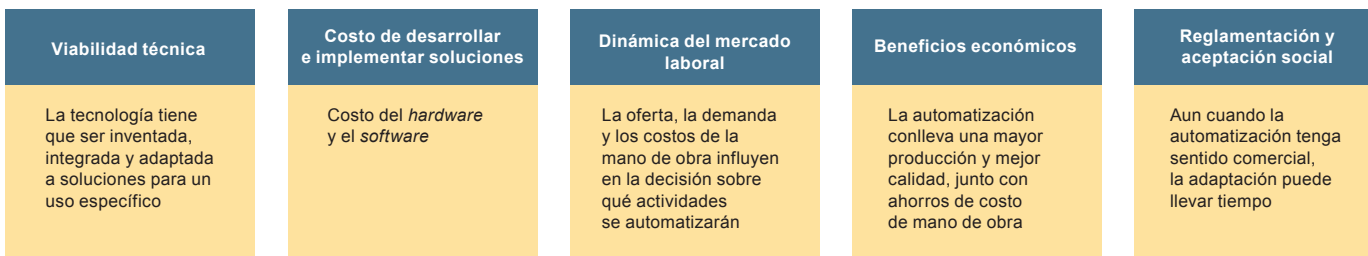 Viabilidad técnica
La tecnología tiene
que ser inventada,
integrada y adaptada
a soluciones para un
uso específico
Costo de desarrollar
e implementar soluciones
Costo del hardware
y el software
Dinámica del mercado
laboral
La oferta, la demanda
y los costos de la
mano de obra influyen
en la decisión sobre
qué actividades
se automatizarán
Beneficios económicos
La automatización
conlleva una mayor
producción y mejor
calidad, junto con
ahorros de costo
de mano de obra
Reglamentación y
aceptación social
Aun cuando la
automatización tenga
sentido comercial,
la adaptación puede
llevar tiempo